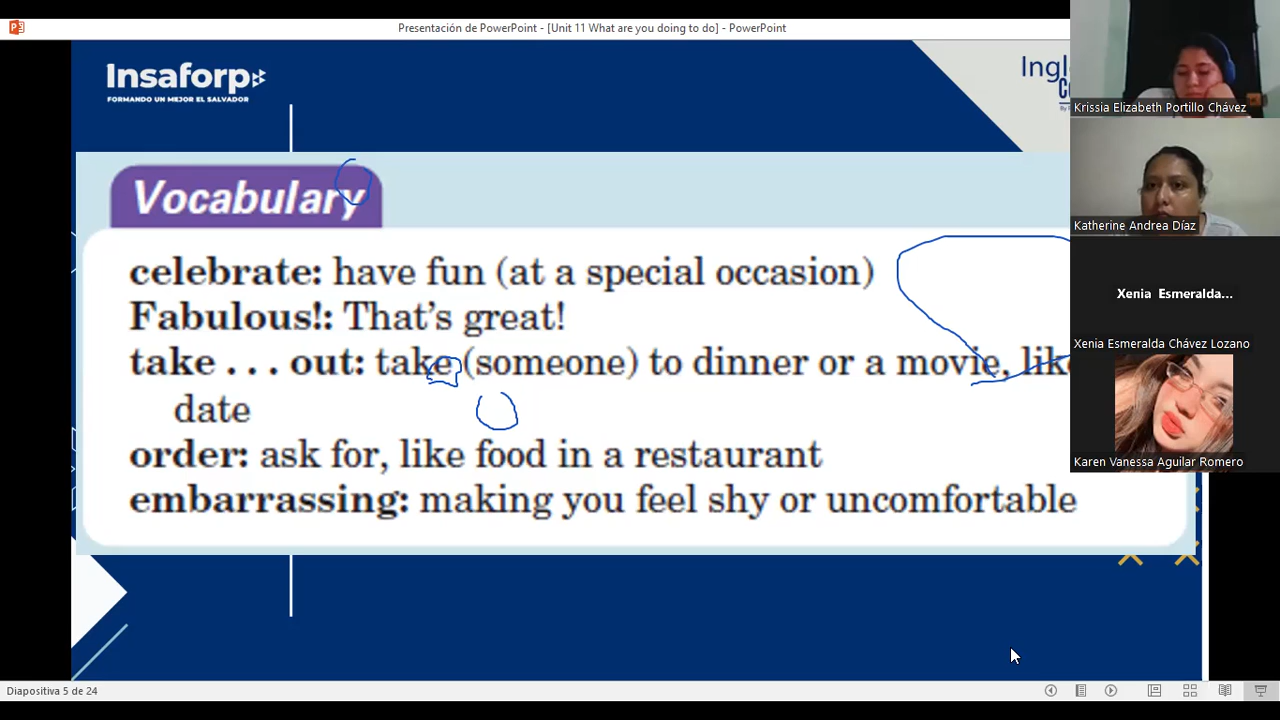 Presentación de PowerPoint - [Unit 11 What are you doing to do] - PowerPoint
Insaforp
FORMANDO UN MEJOR EL SALVADOR
Vocabulary
celebrate: have fun (at a special occasion)
Fabulous!: That's great!
take . . . out: take (someone) to dinner or a movie,
date
order: ask for, like food in a restaurant
embarrassing: making you feel shy or uncomfortable
Krissia Elizabeth Portillo Chávez
Katherine Andrea Díaz
Xenia Esmeralda...
Xenia Esmeralda Chávez Lozano
Karen Vanessa Aguilar Romero
Diapositiva 5 de 24